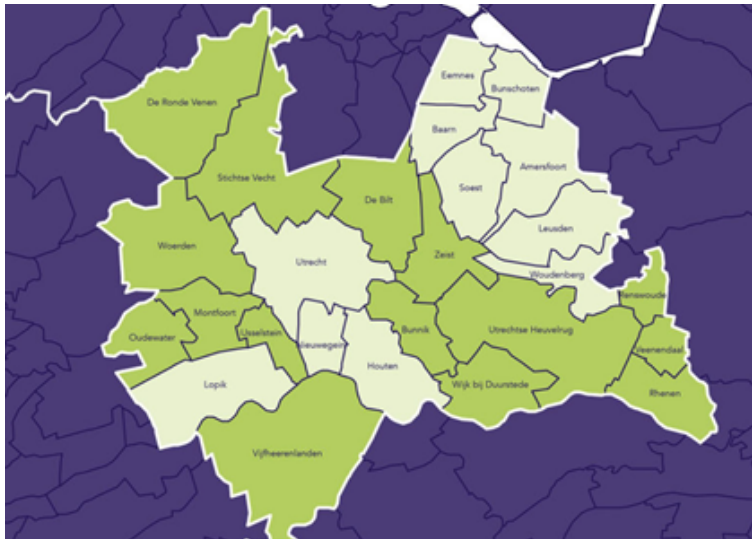 Eemnes
Bunschoten
De Ronde Venen
Baarn
Amersfoort
Stichtse Vecht
Soest
De Bilt
Leusden
Woerden
Zeist
Utrecht
Woudenberg
Renswoude
Montfoort
Bunnik
Utrechtse Heuvelrug
IJsselstein
Oudewater
Nieuwegein
Veenendaal
Houten
Lopik
Wijk bij Duurstede
Rhenen
Vijfheerenlanden